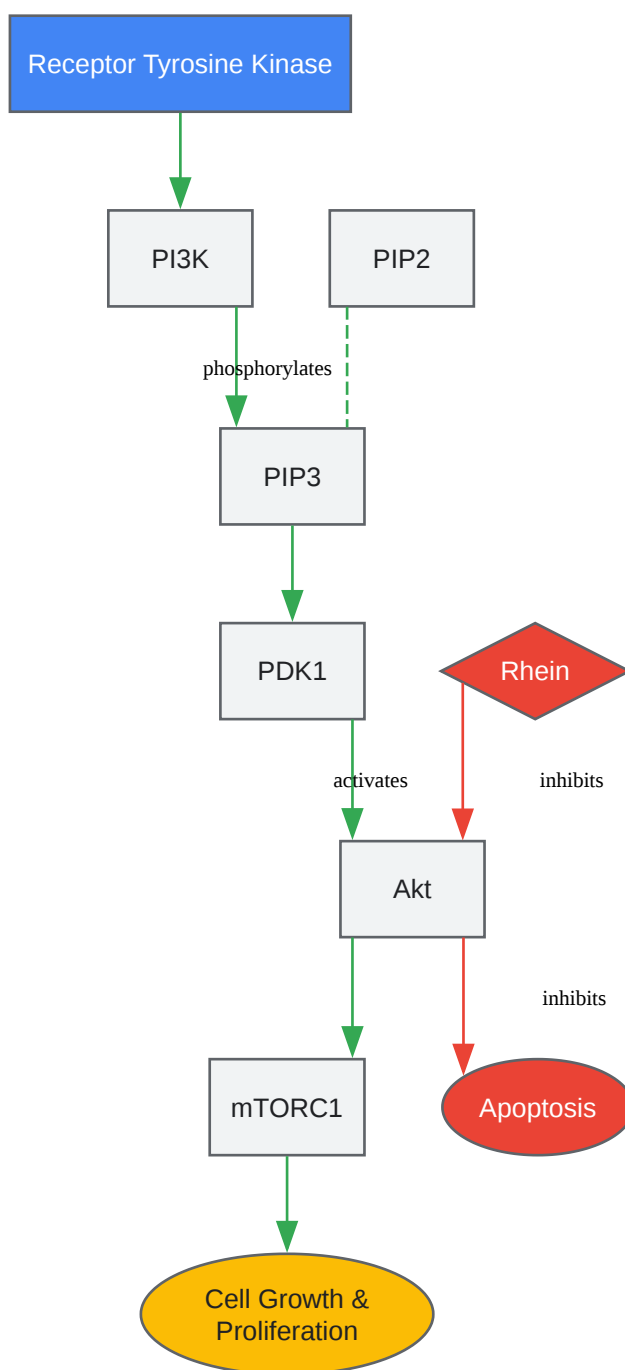 Receptor Tyrosine Kinase
PI3K
PIP2
phosphorylates
PIP3
PDK1
Rhein
activates
inhibits
Akt
inhibits
mTORC1
Apoptosis
Cell Growth &
Proliferation